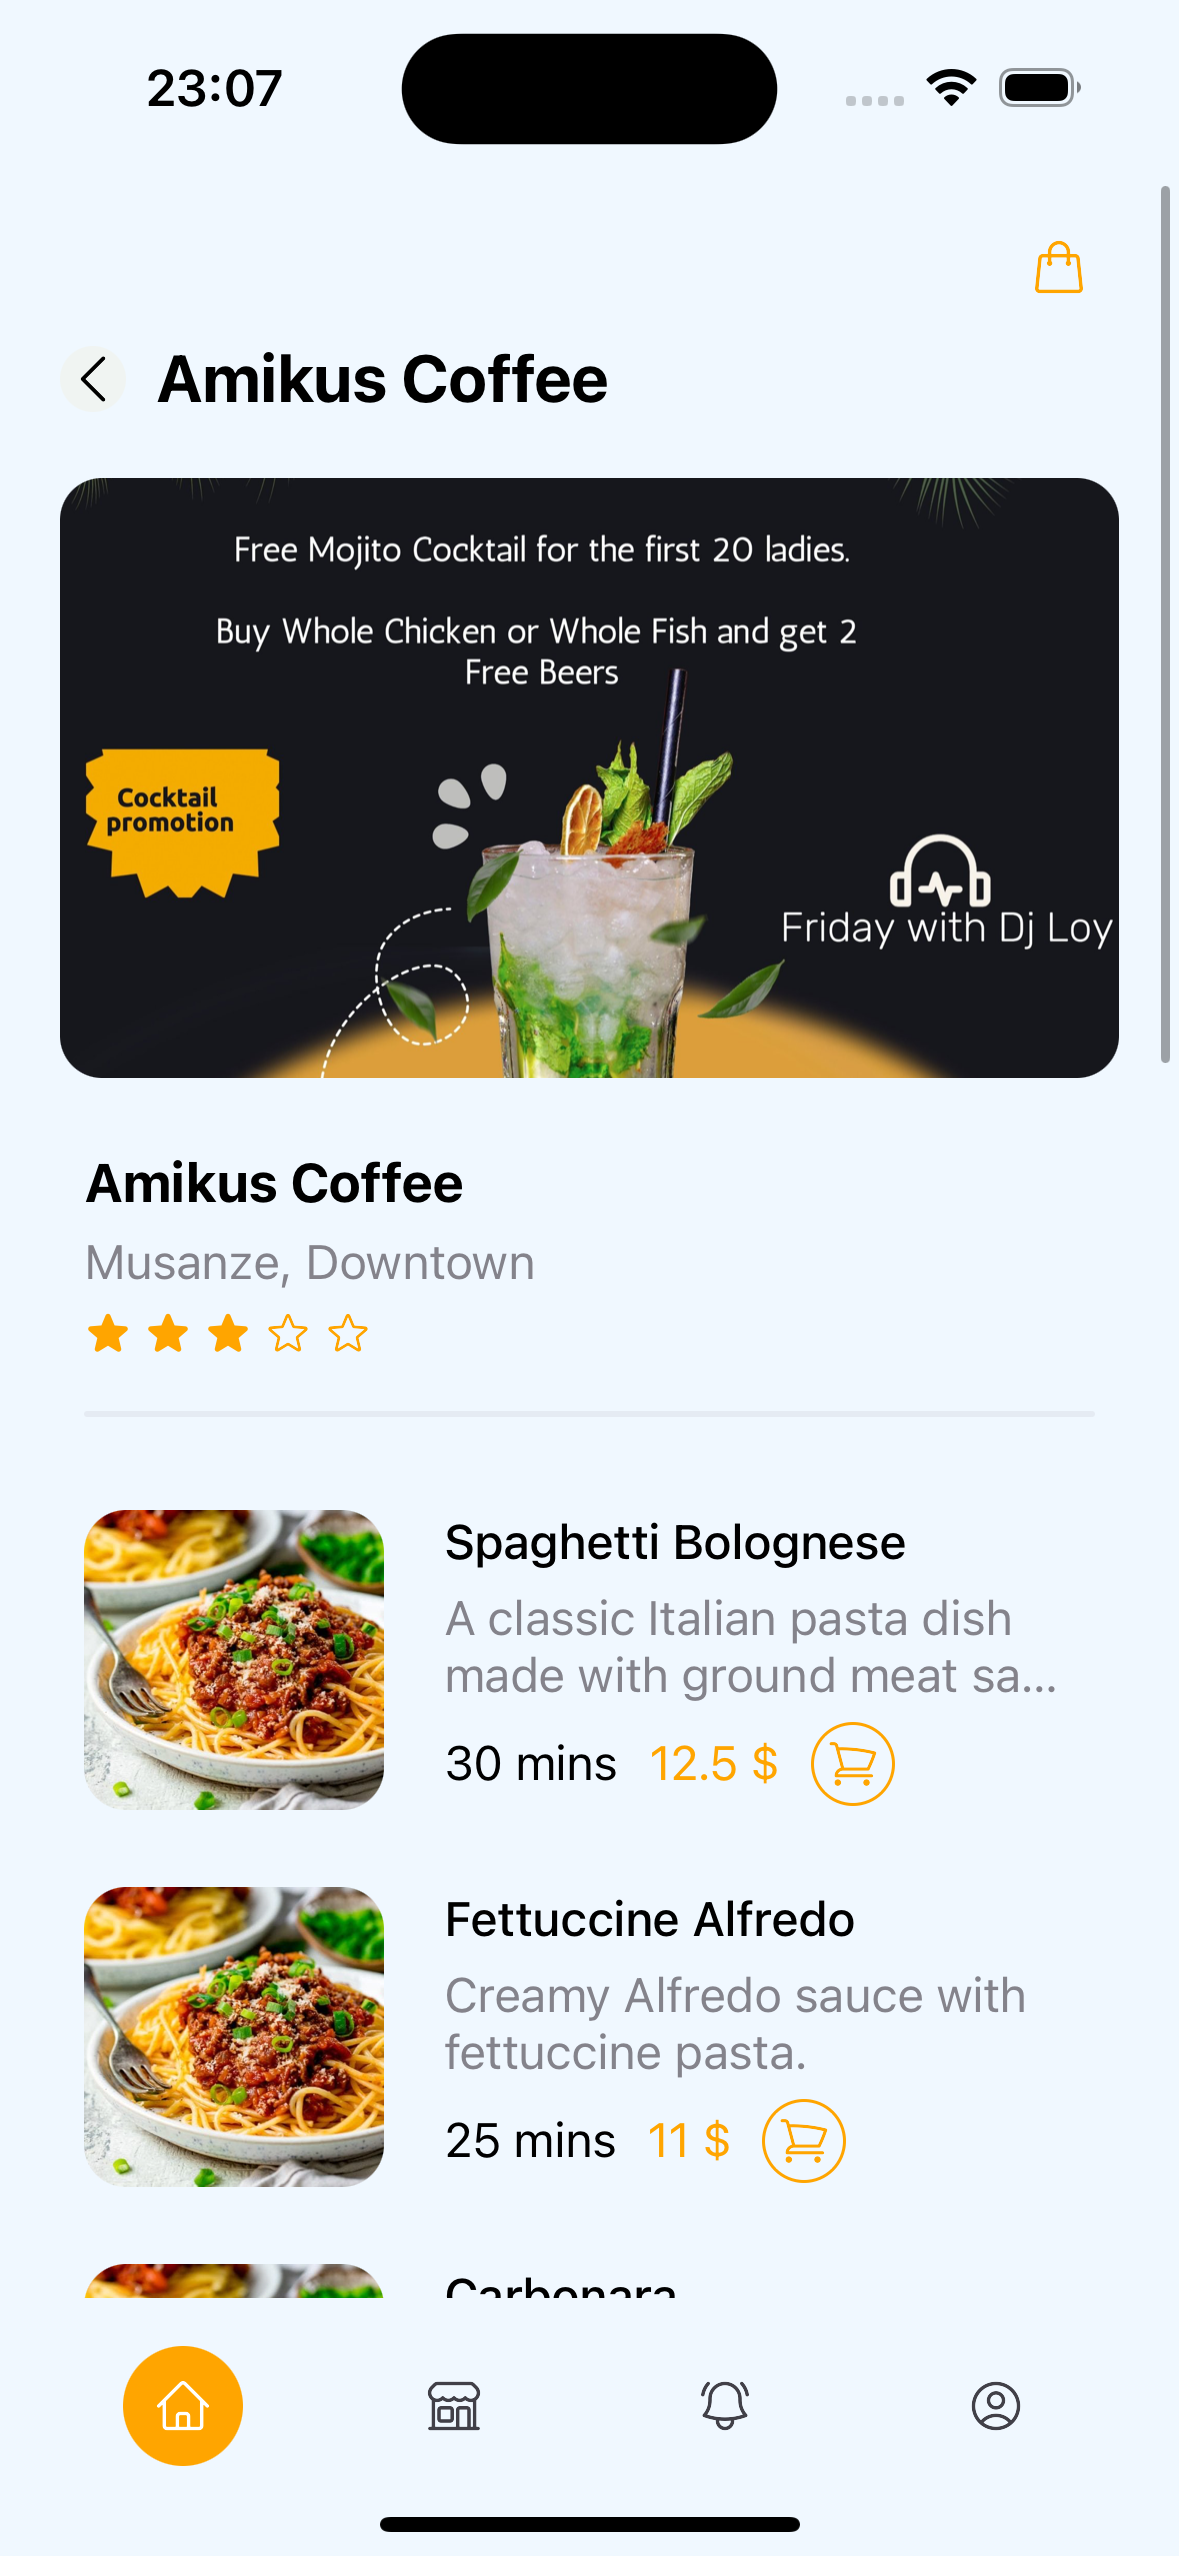 23:07
Amikus Coffee
Free Mojito Cocktail for the first 20 ladies.
Buy Whole Chicken or Whole Fish and get 2
Free Beers
Cocktail
promotion
Friday with Dj Loy
Amikus Coffee
Musanze, Downtown
Spaghetti Bolognese
A classic Italian pasta dish
made with ground meat sa...
30 mins 12.5 $
Fettuccine Alfredo
Creamy Alfredo sauce with
fettuccine pasta.
25 mins 11 $
Carbonara